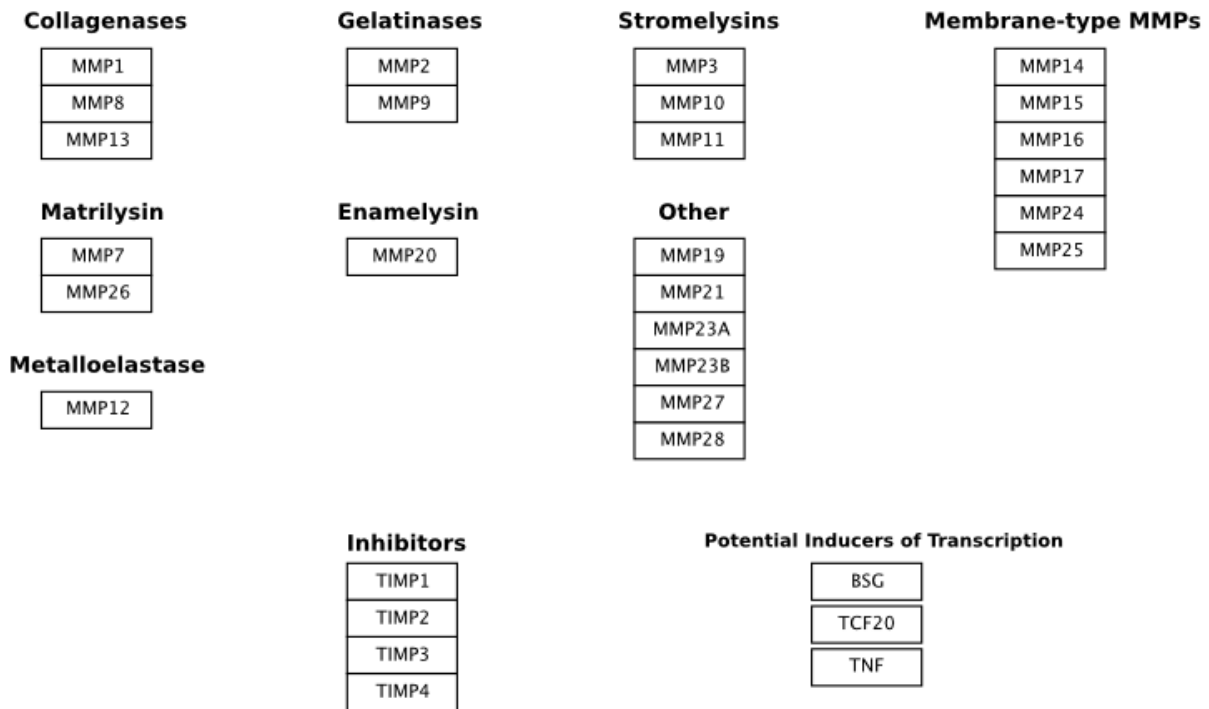 Collagenases
MMP1
MMP8
MMP13
Gelatinases
MMP2
MMP9
Stromelysins
MMP3
MMP10
MMP11
Membrane-type MMPs
MMP14
MMP15
MMP16
MMP17
MMP24
MMP25
Matrilysin
MMP7
MMP26
Enamelysin
MMP20
Other
MMP19
MMP21
MMP23A
MMP23B
MMP27
MMP28
Metalloelastase
MMP12
Inhibitors
TIMP1
TIMP2
TIMP3
TIMP4
Potential Inducers of Transcription
BSG
TCF20
TNF